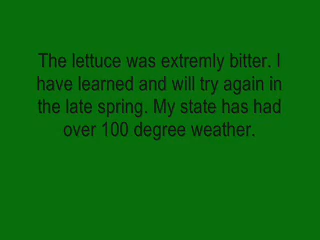 The lettuce was extremly bitter. I
have learned and will try again in
the late spring. My state has had
over 100 degree weather.